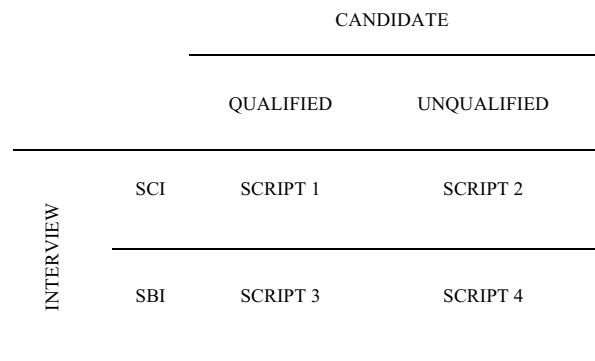 CANDIDATE
QUALIFIED UNQUALIFIED
INTERVIEW
SCI SCRIPT 1 SCRIPT 2
SBI SCRIPT 3 SCRIPT 4